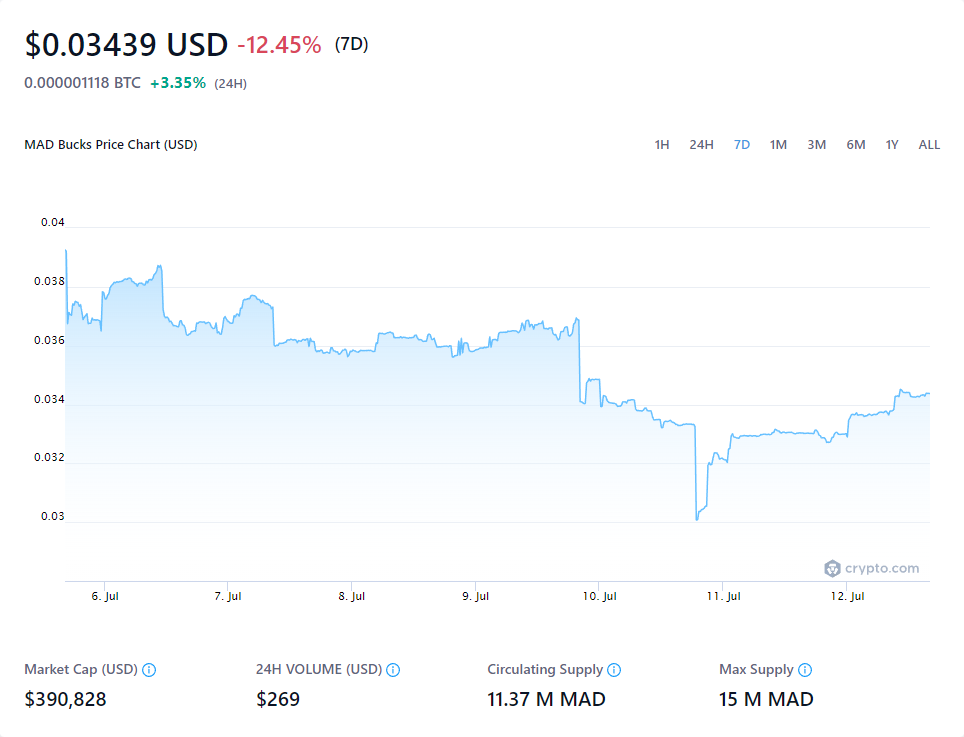 $0.03439 USD -12.45% (7D)
0.000001118 BTC +3.35% (24H)
MAD Bucks Price Chart (USD) 1H 24H 7D 1M 3M 6M 1Y ALL
0.04
0.038
0.036
0.034
0.032
0.03
crypto.com
6. Jul 7. Jul 8. Jul 9. Jul 10. Jul 11. Jul 12. Jul
Market Cap (USD) 24H VOLUME (USD) Circulating Supply Max Supply
$390,828 $269 11.37 M MAD 15 M MAD